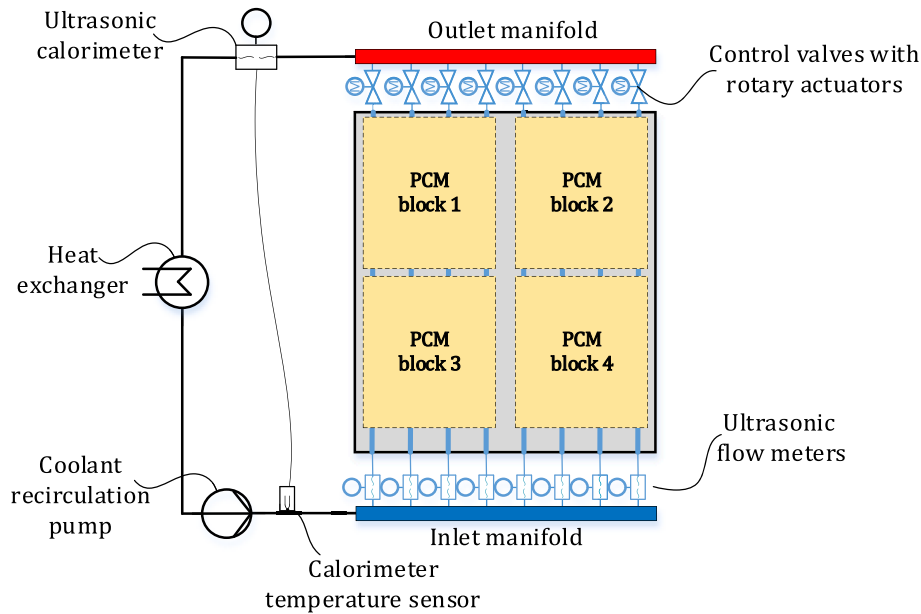 Ultrasonic
calorimeter
Outlet manifold
Control valves with
rotary actuators
M M M M M M M M
PCM
block 1
PCM
block 2
Heat
exchanger
PCM
block 3
PCM
block 4
Ultrasonic
flow meters
Coolant
recirculation
pump
Inlet manifold
Calorimeter
temperature sensor